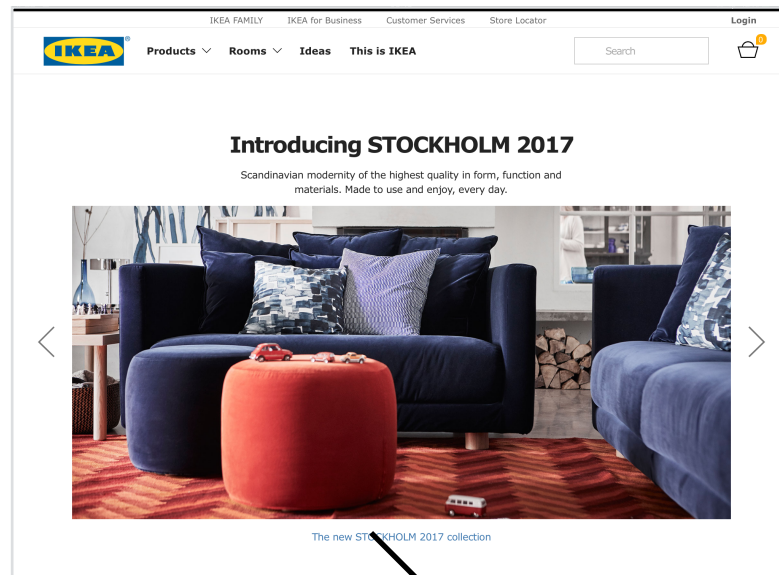 IKEA FAMILY IKEA for Business Customer Services Store Locator Login
IKEA ® Products Rooms Ideas This is IKEA Search 0
Introducing STOCKHOLM 2017
Scandinavian modernity of the highest quality in form, function and
materials. Made to use and enjoy, every day.
The new STOCKHOLM 2017 collection